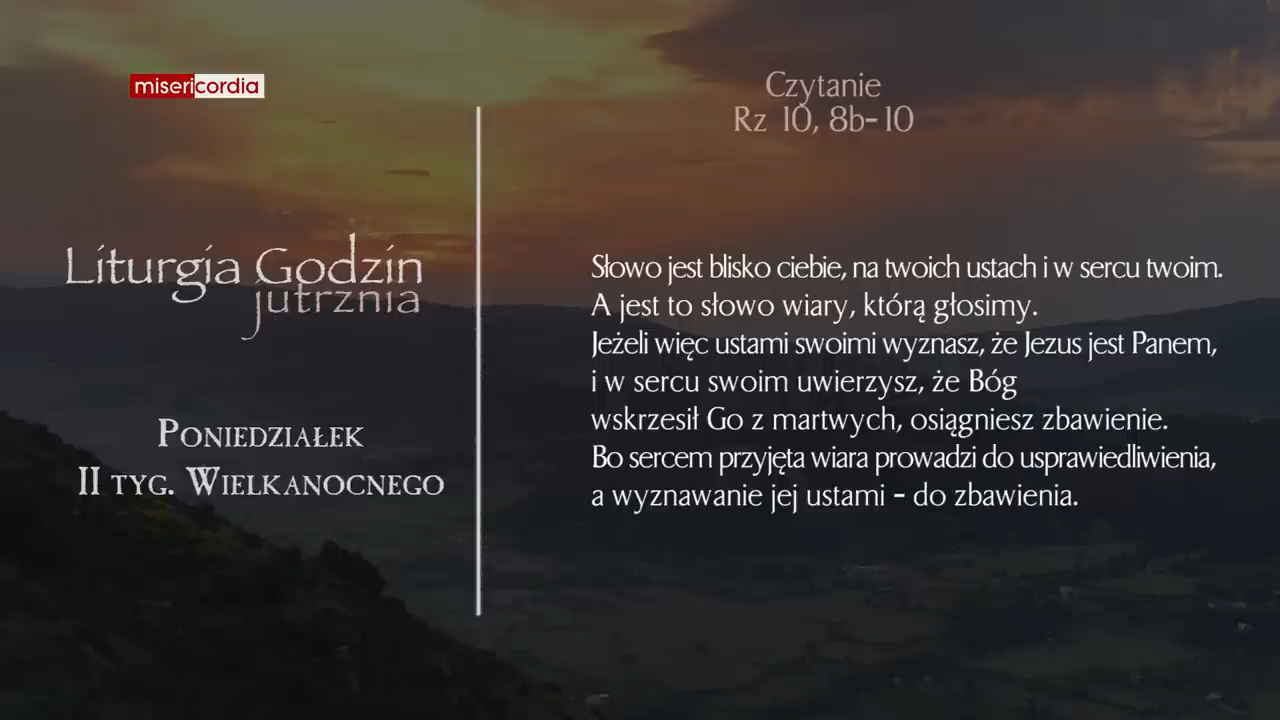 misericordia
Liturgia Godzin
jutrznia
Poniedziałek
II tyg. Wielkanocnego
Czytanie
Rz 10, 8b-10
Słowo jest blisko ciebie, na twoich ustach i w sercu twoim.
A jest to słowo wiary, którą głosimy.
Jeżeli więc ustami swoimi wyznasz, że Jezus jest Panem,
i w sercu swoim uwierzysz, że Bóg
wskrzesił Go z martwych, osiągniesz zbawienie.
Bo sercem przyjęta wiara prowadzi do usprawiedliwienia,
a wyznawanie jej ustami - do zbawienia.